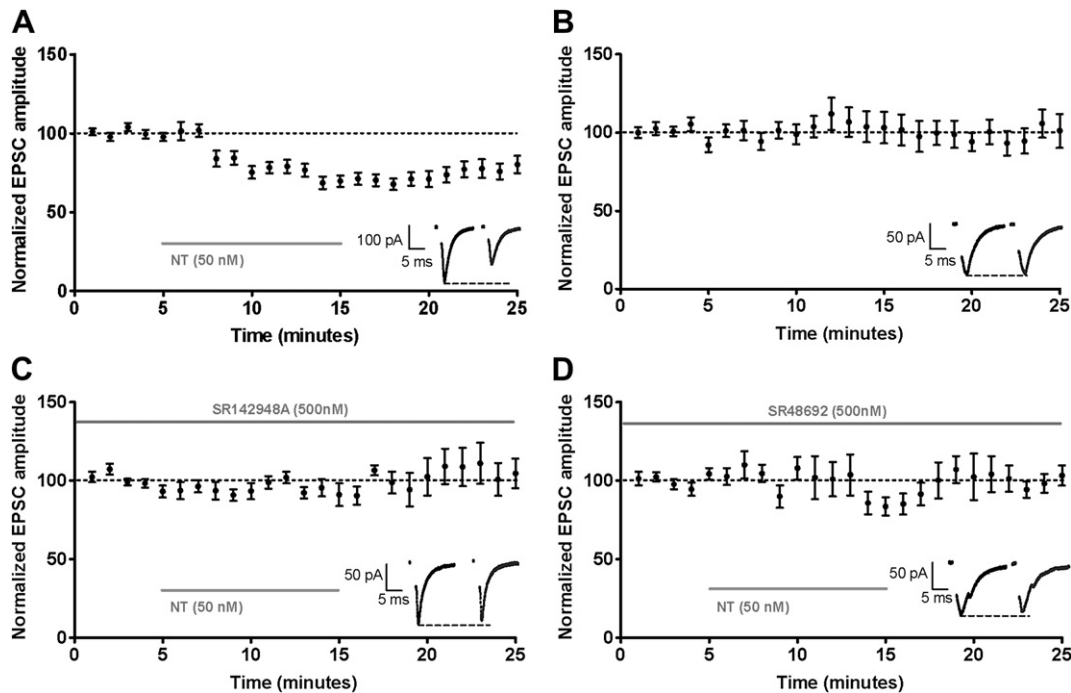 A
Normalized EPSC amplitude
150
100
50
0
NT (50 nM)
100 pA
5 ms
0 5 10 15 20 25
Time (minutes)
B
Normalized EPSC amplitude
150
100
50
0
50 pA
5 ms
0 5 10 15 20 25
Time (minutes)
C
Normalized EPSC amplitude
150
100
50
0
SR142948A (500nM)
NT (50 nM)
50 pA
5 ms
0 5 10 15 20 25
Time (minutes)
D
Normalized EPSC amplitude
150
100
50
0
SR48692 (500nM)
NT (50 nM)
50 pA
5 ms
0 5 10 15 20 25
Time (minutes)